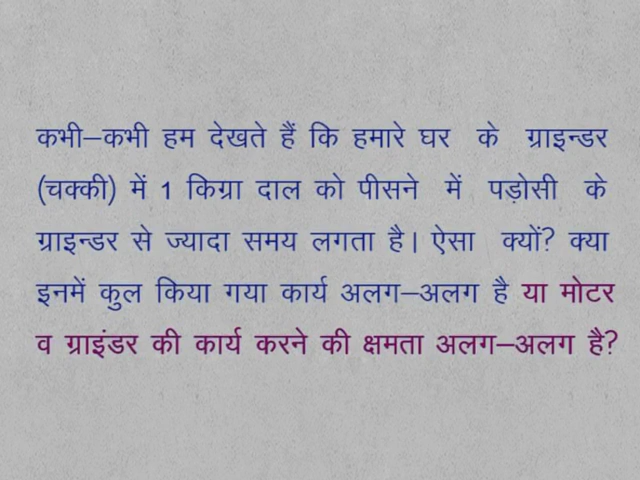 कभी–कभी हम देखते हैं कि हमारे घर के ग्राइन्डर
(चक्की) में 1 किग्रा दाल को पीसने में पड़ोसी के
ग्राइन्डर से ज्यादा समय लगता है। ऐसा क्यों? क्या
इनमें कुल किया गया कार्य अलग–अलग है या मोटर
व ग्राइंडर की कार्य करने की क्षमता अलग–अलग है?